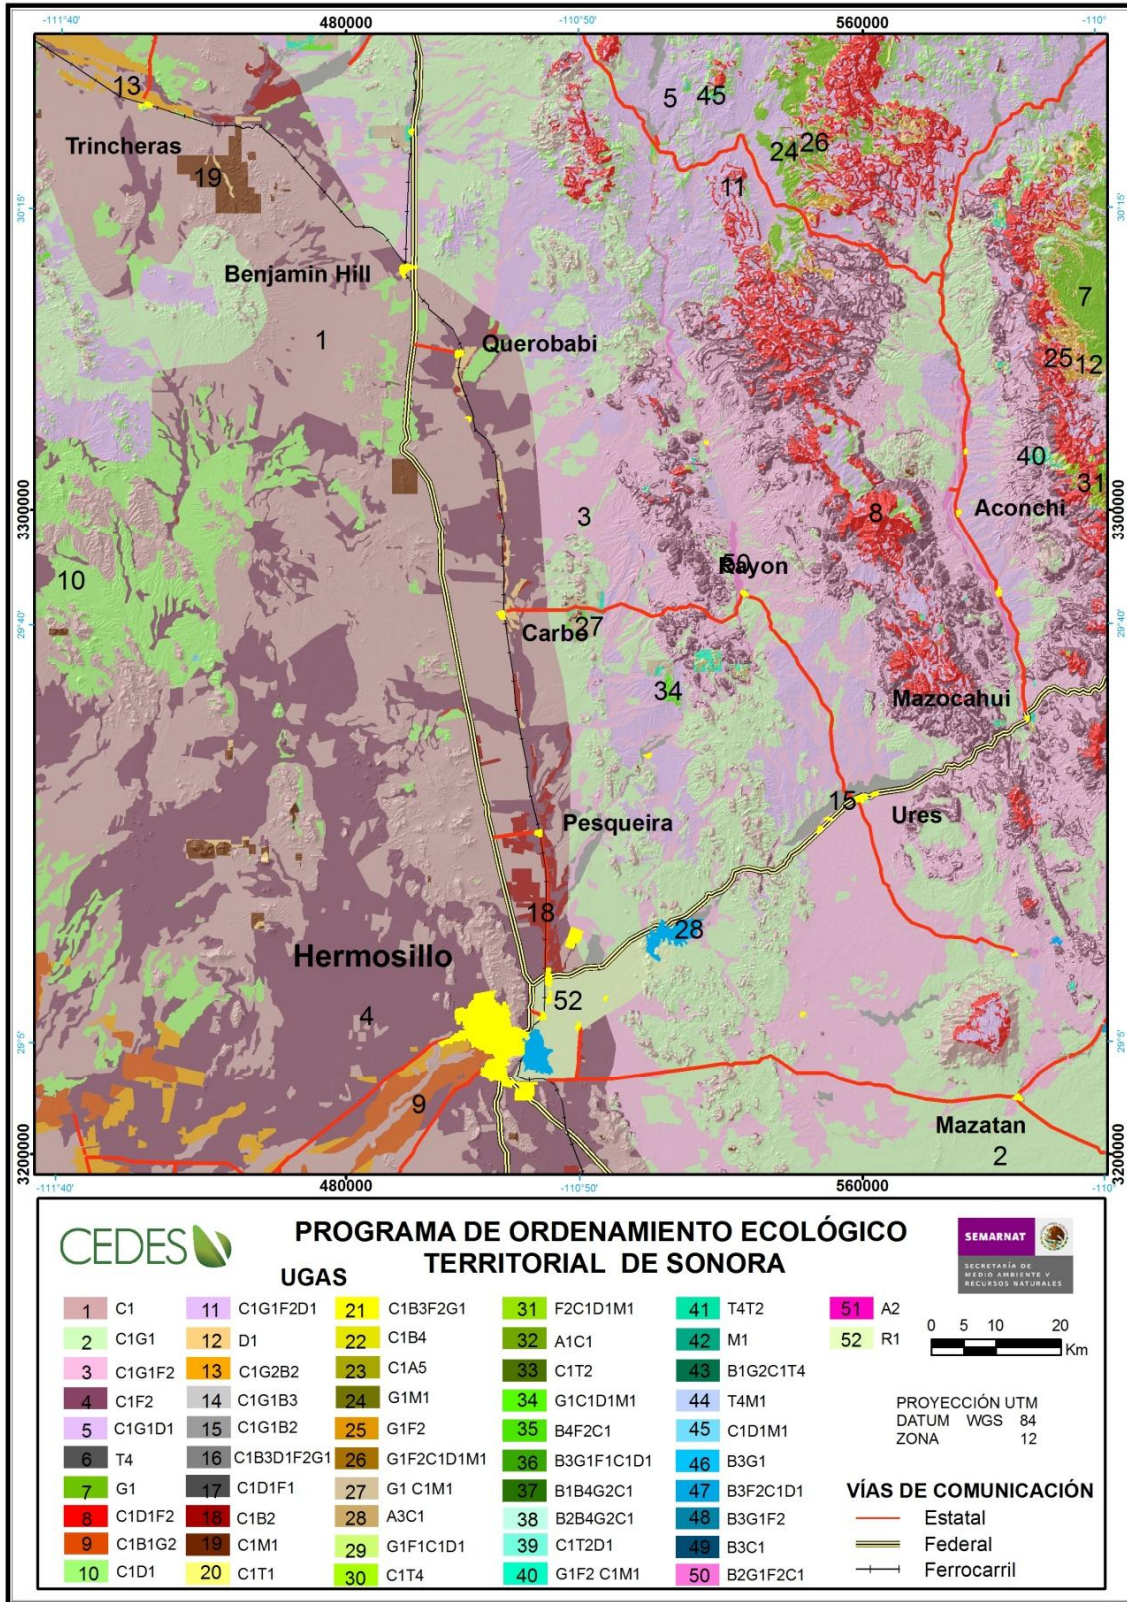 -111°40'
480000
-110°50'
560000
-110°
13
5
45
Trincheras
24
26
19
11
30°15'
30°15'
Benjamin Hill
7
1
Querobabi
25
12
40
31
3300000
3
8
Aconchi
3300000
10
50
Rayon
29°40'
Carbo
27
29°40'
34
Mazocahui
15
Ures
Pesqueira
18
28
Hermosillo
52
4
29°5'
29°5'
9
Mazatan
2
3200000
3200000
-111°40'
480000
-110°50'
560000
-110°
CEDES
PROGRAMA DE ORDENAMIENTO ECOLÓGICO
TERRITORIAL DE SONORA
SEMARNAT
SECRETARÍA DE
MEDIO AMBIENTE Y
RECURSOS NATURALES
UGAS
1 C1
2 C1G1
3 C1G1F2
4 C1F2
5 C1G1D1
6 T4
7 G1
8 C1D1F2
9 C1B1G2
10 C1D1
11 C1G1F2D1
12 D1
13 C1G2B2
14 C1G1B3
15 C1G1B2
16 C1B3D1F2G1
17 C1D1F1
18 C1B2
19 C1M1
20 C1T1
21 C1B3F2G1
22 C1B4
23 C1A5
24 G1M1
25 G1F2
26 G1F2C1D1M1
27 G1 C1M1
28 A3C1
29 G1F1C1D1
30 C1T4
31 F2C1D1M1
32 A1C1
33 C1T2
34 G1C1D1M1
35 B4F2C1
36 B3G1F1C1D1
37 B1B4G2C1
38 B2B4G2C1
39 C1T2D1
40 G1F2 C1M1
41 T4T2
42 M1
43 B1G2C1T4
44 T4M1
45 C1D1M1
46 B3G1
47 B3F2C1D1
48 B3G1F2
49 B3C1
50 B2G1F2C1
51 A2
52 R1
0 5 10 20
Km
PROYECCIÓN UTM
DATUM WGS 84
ZONA 12
VÍAS DE COMUNICACIÓN
Estatal
Federal
Ferrocarril